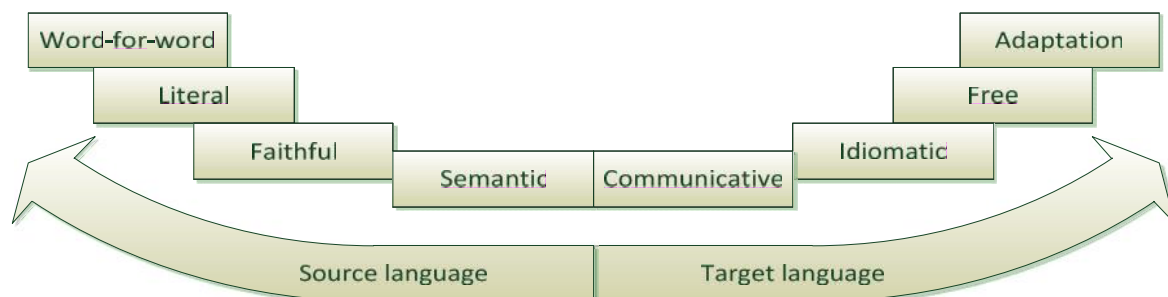 Word-for-word Adaptation
Literal Free
Faithful Idiomatic
Semantic Communicative
Source language Target language